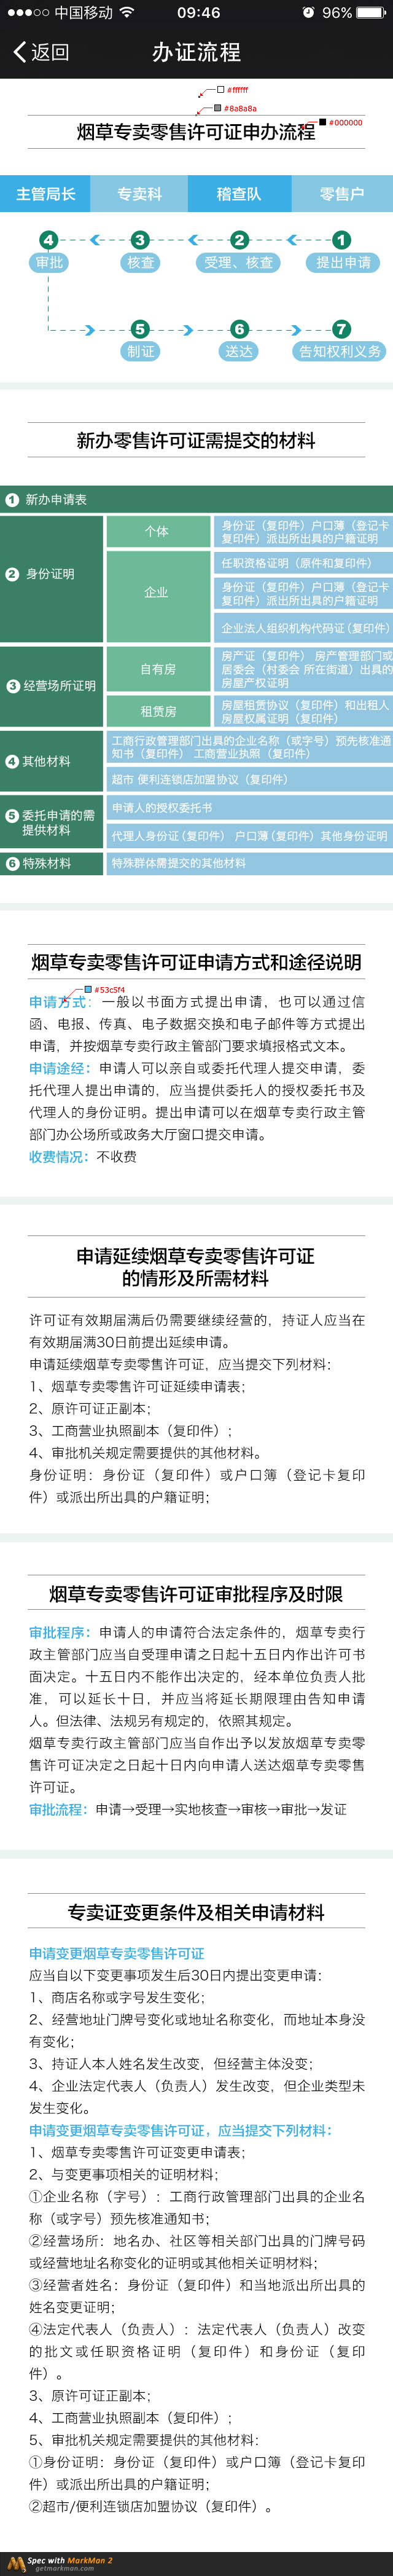 中国移动 09:46 96%
返回 办证流程
#ffffff
#8a8a8a
#000000
烟草专卖零售许可证申办流程
主管局长 专卖科 稽查队 零售户
4 3 2 1
审批 核查 受理、核查 提出申请
5 6 7
制证 送达 告知权利义务
新办零售许可证需提交的材料
1 新办申请表
2 身份证明
个体
身份证（复印件）户口薄（登记卡
复印件）派出所出具的户籍证明
企业
任职资格证明（原件和复印件）
身份证（复印件）户口薄（登记卡
复印件）派出所出具的户籍证明
企业法人组织机构代码证(复印件)
3 经营场所证明
自有房
房产证（复印件） 房产管理部门或
居委会（村委会 所在街道）出具的
房屋产权证明
租赁房
房屋租赁协议（复印件）和出租人
房屋权属证明（复印件）
4 其他材料
工商行政管理部门出具的企业名称（或字号）预先核准通
知书（复印件） 工商营业执照（复印件）
超市 便利连锁店加盟协议（复印件）
5 委托申请的需
提供材料
申请人的授权委托书
代理人身份证(复印件) 户口薄(复印件)其他身份证明
6 特殊材料
特殊群体需提交的其他材料
烟草专卖零售许可证申请方式和途径说明
#53c5f4
申请方式：一般以书面方式提出申请，也可以通过信
函、电报、传真、电子数据交换和电子邮件等方式提出
申请，并按烟草专卖行政主管部门要求填报格式文本。
申请途经：申请人可以亲自或委托代理人提交申请，委
托代理人提出申请的，应当提供委托人的授权委托书及
代理人的身份证明。提出申请可以在烟草专卖行政主管
部门办公场所或政务大厅窗口提交申请。
收费情况：不收费
申请延续烟草专卖零售许可证
的情形及所需材料
许可证有效期届满后仍需要继续经营的，持证人应当在
有效期届满30日前提出延续申请。
申请延续烟草专卖零售许可证，应当提交下列材料：
1、烟草专卖零售许可证延续申请表；
2、原许可证正副本；
3、工商营业执照副本（复印件）；
4、审批机关规定需要提供的其他材料。
身份证明：身份证（复印件）或户口簿（登记卡复印
件）或派出所出具的户籍证明；
烟草专卖零售许可证审批程序及时限
审批程序：申请人的申请符合法定条件的，烟草专卖行
政主管部门应当自受理申请之日起十五日内作出许可书
面决定。十五日内不能作出决定的，经本单位负责人批
准，可以延长十日，并应当将延长期限理由告知申请
人。但法律、法规另有规定的，依照其规定。
烟草专卖行政主管部门应当自作出予以发放烟草专卖零
售许可证决定之日起十日内向申请人送达烟草专卖零售
许可证。
审批流程：申请→受理→实地核查→审核→审批→发证
专卖证变更条件及相关申请材料
申请变更烟草专卖零售许可证
应当自以下变更事项发生后30日内提出变更申请：
1、商店名称或字号发生变化；
2、经营地址门牌号变化或地址名称变化，而地址本身没
有变化；
3、持证人本人姓名发生改变，但经营主体没变；
4、企业法定代表人（负责人）发生改变，但企业类型未
发生变化。
申请变更烟草专卖零售许可证，应当提交下列材料：
1、烟草专卖零售许可证变更申请表；
2、与变更事项相关的证明材料；
①企业名称（字号）：工商行政管理部门出具的企业名
称（或字号）预先核准通知书；
②经营场所：地名办、社区等相关部门出具的门牌号码
或经营地址名称变化的证明或其他相关证明材料；
③经营者姓名：身份证（复印件）和当地派出所出具的
姓名变更证明；
④法定代表人（负责人）：法定代表人（负责人）改变
的批文或任职资格证明（复印件）和身份证（复印
件）。
3、原许可证正副本；
4、工商营业执照副本（复印件）；
5、审批机关规定需要提供的其他材料：
①身份证明：身份证（复印件）或户口簿（登记卡复印
件）或派出所出具的户籍证明；
②超市/便利连锁店加盟协议（复印件）。
Spec with MarkMan 2
getmarkman.com